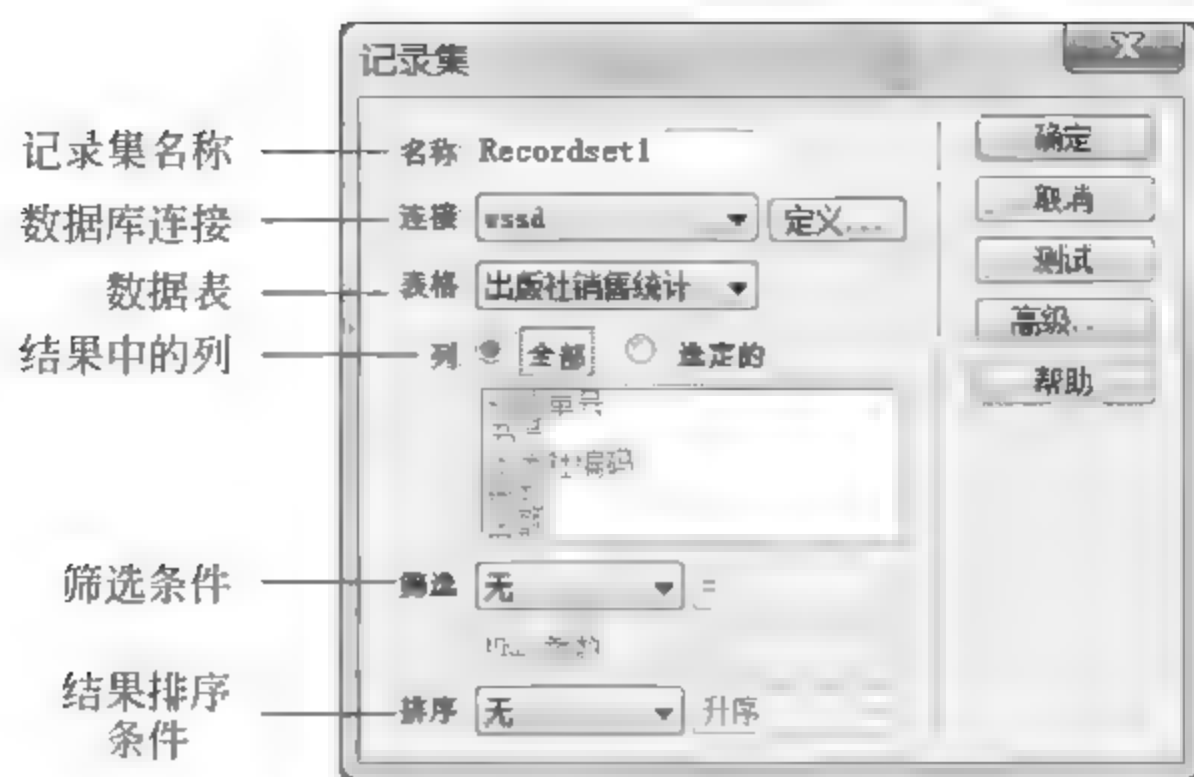 记录集
记录集名称 名称 Recordset1 确定
数据库连接 连接 wssd 定义... 取消
数据表 表格 出版社销售统计 测试
结果中的列 列 全部 选定的 高级..
帮助
编码
筛选条件 筛选 无 =
结果排序
条件
排序 无 升序